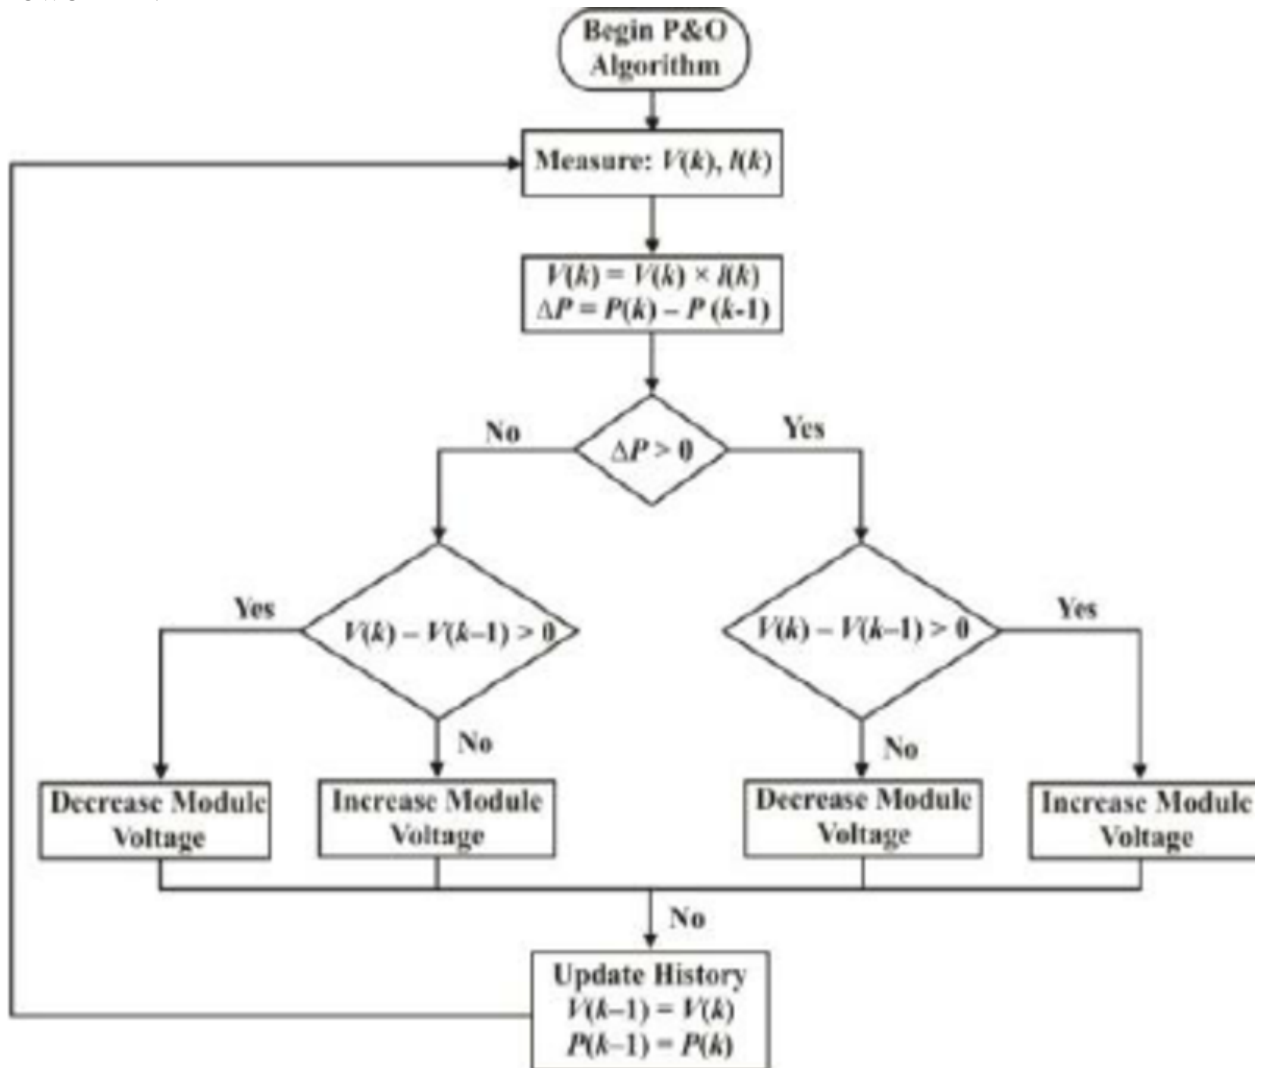 Begin P&O
Algorithm
Measure: V(k), I(k)
V(k) = V(k) × I(k)
ΔP = P(k) – P (k-1)
No
Yes
ΔP > 0
Yes
V(k) – V(k–1) > 0
V(k) – V(k–1) > 0
Yes
No
No
Decrease Module
Voltage
Increase Module
Voltage
Decrease Module
Voltage
Increase Module
Voltage
No
Update History
V(k–1) = V(k)
P(k–1) = P(k)